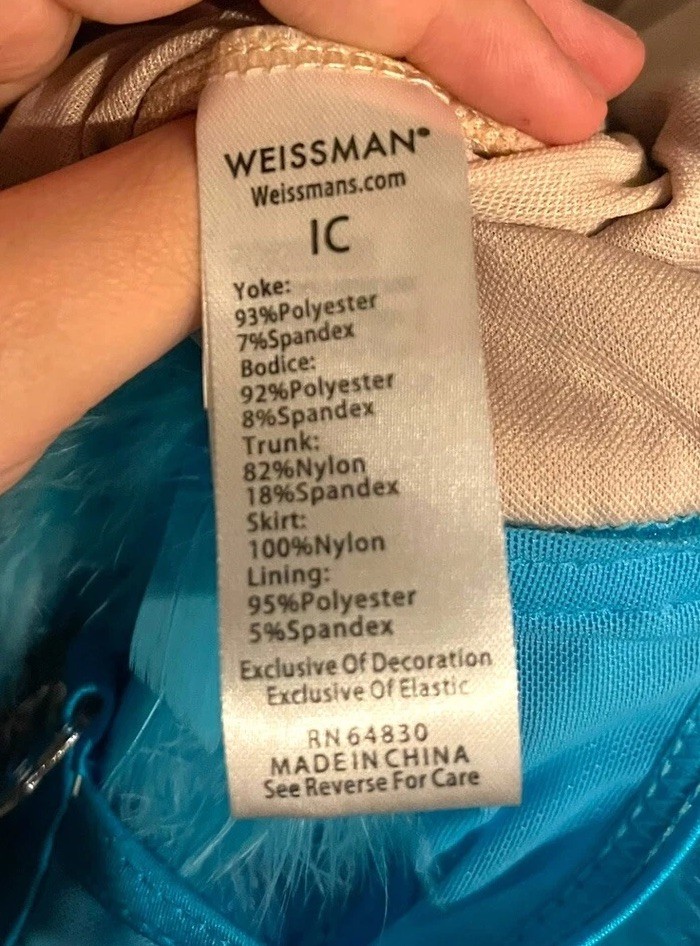 WEISSMAN®
Weissmans.com
IC
Yoke:
93%Polyester
7%Spandex
Bodice:
92%Polyester
8%Spandex
Trunk:
82%Nylon
18%Spandex
Skirt:
100%Nylon
Lining:
95%Polyester
5%Spandex
Exclusive Of Decoration
Exclusive Of Elastic
RN 64830
MADE IN CHINA
See Reverse For Care